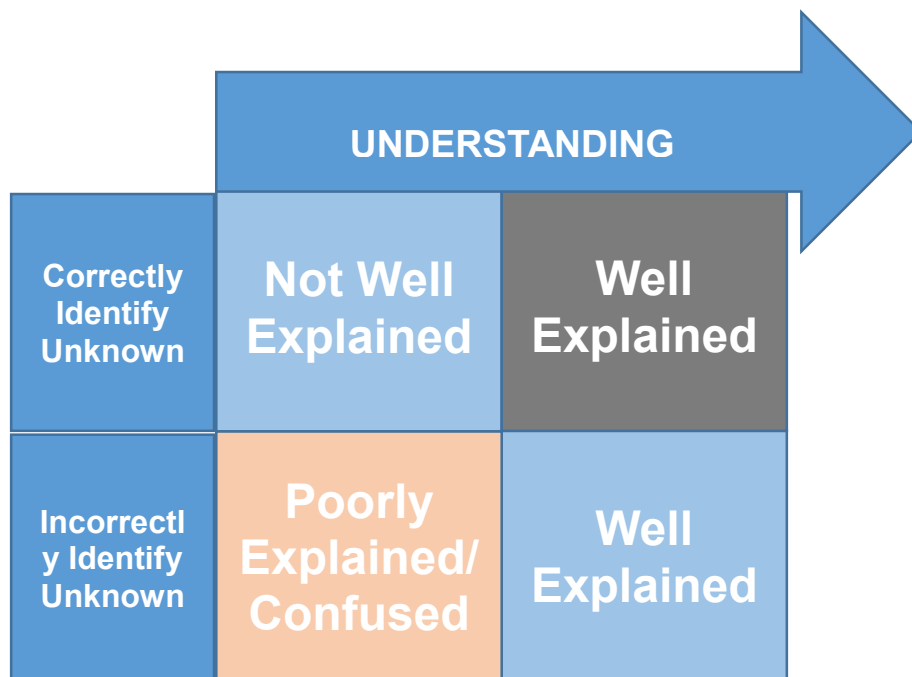 UNDERSTANDING
Correctly
Identify
Unknown
Not Well
Explained
Well
Explained
Incorrectl
y Identify
Unknown
Poorly
Explained/
Confused
Well
Explained